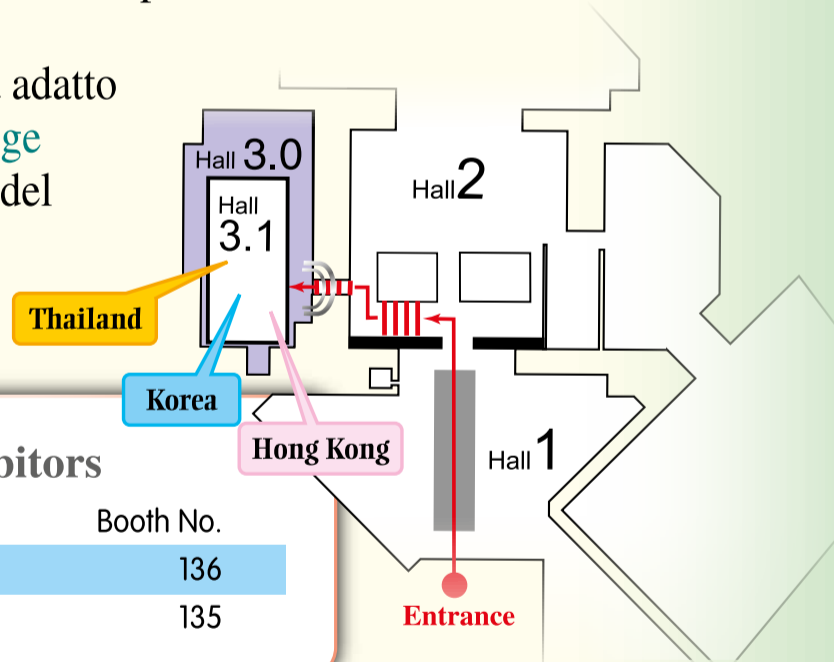 adatto
ge
del
Hall 3.0
Hall
3.1
Hall 2
Thailand
Korea
Hong Kong
Hall 1
bitors
Booth No.
136
135
Entrance